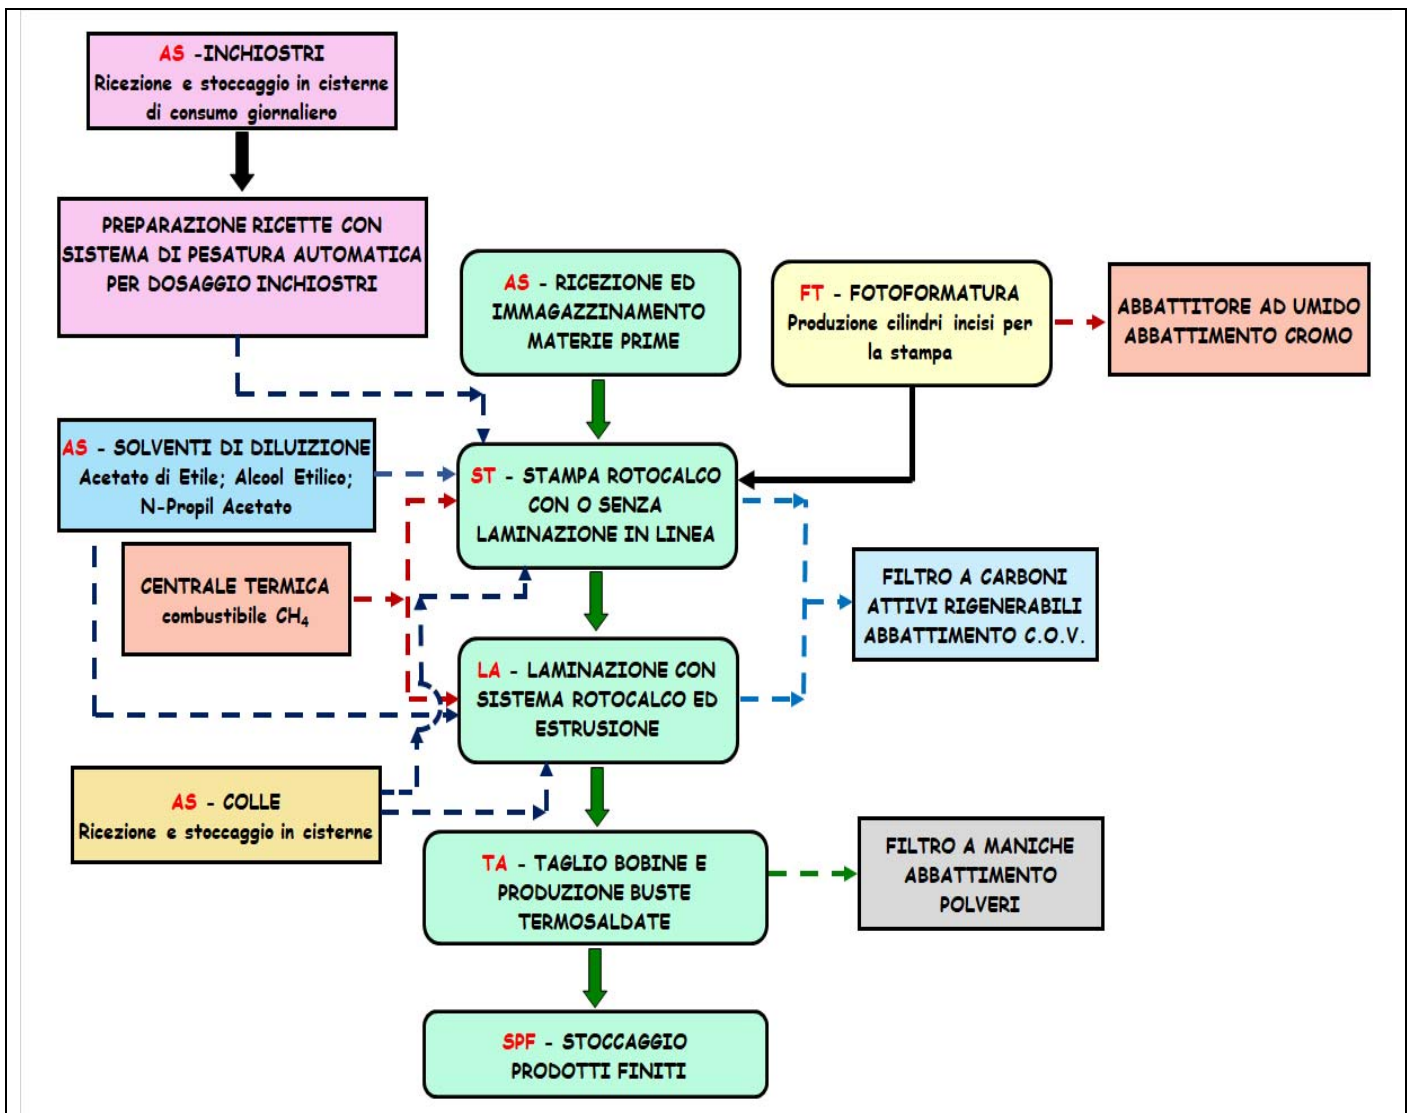 AS -INCHIOSTRI
Ricezione e stoccaggio in cisterne
di consumo giornaliero
PREPARAZIONE RICETTE CON
SISTEMA DI PESATURA AUTOMATICA
PER DOSAGGIO INCHIOSTRI
AS - RICEZIONE ED
IMMAGAZZINAMENTO
MATERIE PRIME
FT - FOTOFORMATURA
Produzione cilindri incisi per
la stampa
ABBATTITORE AD UMIDO
ABBATTIMENTO CROMO
AS - SOLVENTI DI DILUIZIONE
Acetato di Etile; Alcool Etilico;
N-Propil Acetato
ST - STAMPA ROTOCALCO
CON O SENZA
LAMINAZIONE IN LINEA
CENTRALE TERMICA
combustibile CH₄
FILTRO A CARBONI
ATTIVI RIGENERABILI
ABBATTIMENTO C.O.V.
LA - LAMINAZIONE CON
SISTEMA ROTOCALCO ED
ESTRUSIONE
AS - COLLE
Ricezione e stoccaggio in cisterne
TA - TAGLIO BOBINE E
PRODUZIONE BUSTE
TERMOSALDATE
FILTRO A MANICHE
ABBATTIMENTO
POLVERI
SPF - STOCCAGGIO
PRODOTTI FINITI